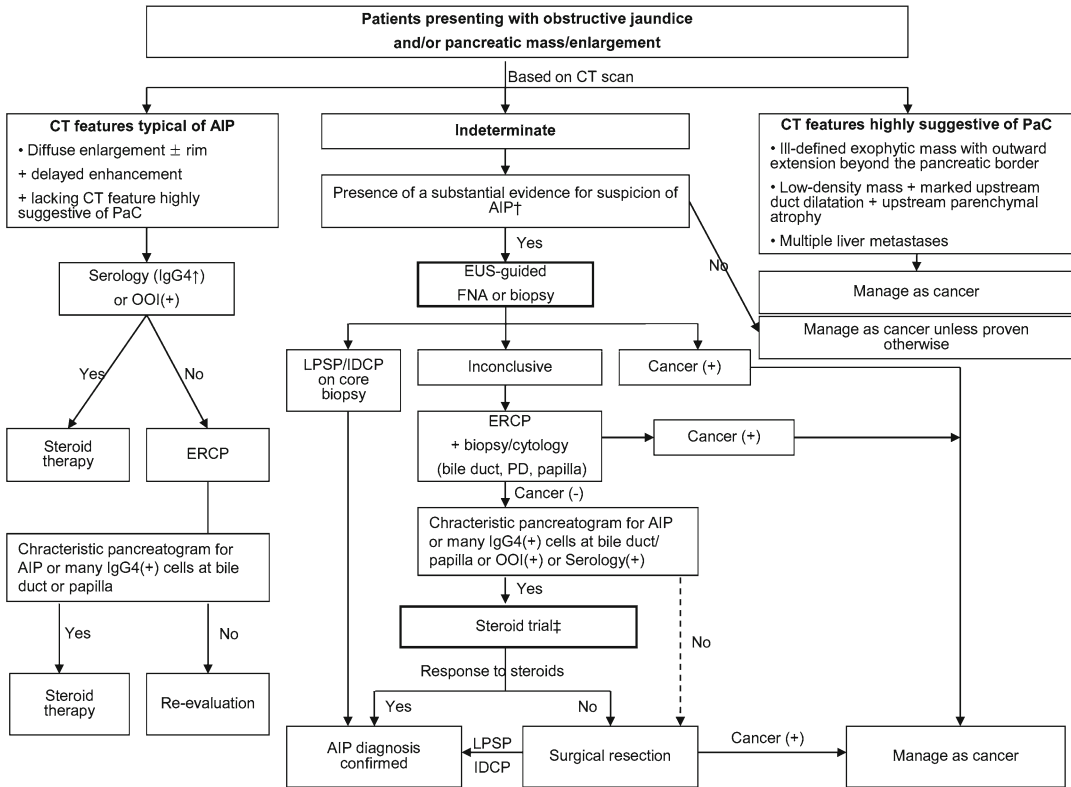 Patients presenting with obstructive jaundice
and/or pancreatic mass/enlargement
Based on CT scan
CT features typical of AIP
• Diffuse enlargement ± rim
+ delayed enhancement
+ lacking CT feature highly
suggestive of PaC
Serology (IgG4↑)
or OOI(+)
Yes
No
Steroid
therapy
ERCP
Chracteristic pancreatogram for
AIP or many IgG4(+) cells at bile
duct or papilla
Yes
No
Steroid
therapy
Re-evaluation
Indeterminate
Presence of a substantial evidence for suspicion of
AIP†
Yes
No
EUS-guided
FNA or biopsy
LPSP/IDCP
on core
biopsy
Inconclusive
Cancer (+)
ERCP
+ biopsy/cytology
(bile duct, PD, papilla)
Cancer (+)
Cancer (-)
Chracteristic pancreatogram for AIP
or many IgG4(+) cells at bile duct/
papilla or OOI(+) or Serology(+)
Yes
No
Steroid trial‡
Response to steroids
Yes
No
AIP diagnosis
confirmed
LPSP
IDCP
Surgical resection
Cancer (+)
Manage as cancer
CT features highly suggestive of PaC
• Ill-defined exophytic mass with outward
extension beyond the pancreatic border
• Low-density mass + marked upstream
duct dilatation + upstream parenchymal
atrophy
• Multiple liver metastases
Manage as cancer
Manage as cancer unless proven
otherwise